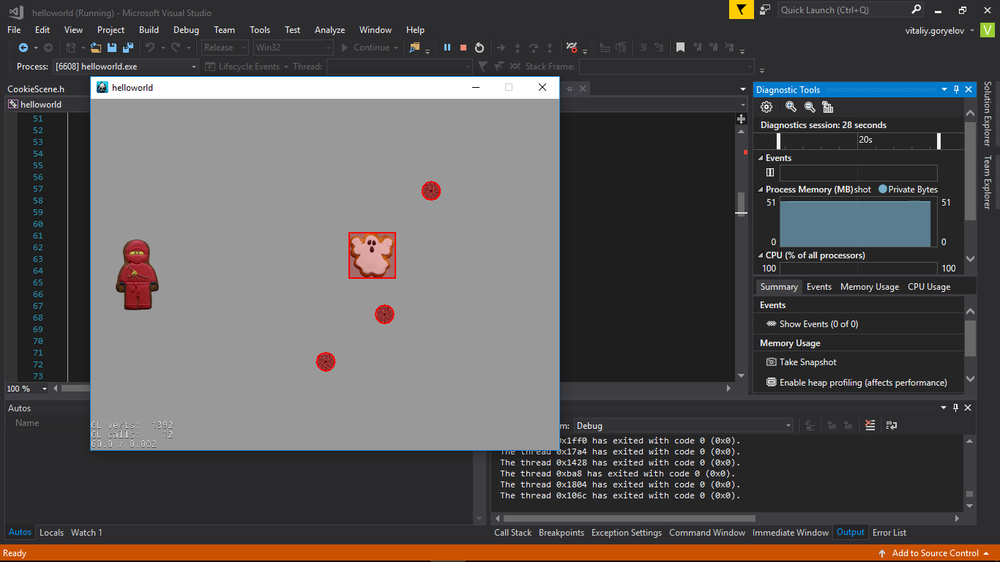 helloworld (Running) - Microsoft Visual Studio
Quick Launch (Ctrl+Q)
File Edit View Project Build Debug Team Tools Test Analyze Window Help
vitaliy.goryelov V
Release Win32 Continue
Process: [6608] helloworld.exe Lifecycle Events Thread: Stack Frame:
CookieScene.h
helloworld
helloworld
51
52
53
54
55
56
57
58
59
60
61
62
63
64
65
66
67
68
69
70
71
72
73
100 %
GL verts: 1392
GL calls: 12
60.0 / 0.002
Diagnostic Tools
Diagnostics session: 28 seconds
20s
Events
Process Memory (MB) shot Private Bytes
51 51
0 0
CPU (% of all processors)
100 100
Summary Events Memory Usage CPU Usage
Events
Show Events (0 of 0)
Memory Usage
Take Snapshot
Enable heap profiling (affects performance)
Solution Explorer
Team Explorer
Autos
Name
Autos Locals Watch 1
m: Debug
0x1ff0 has exited with code 0 (0x0).
The thread 0x17a4 has exited with code 0 (0x0).
The thread 0x1428 has exited with code 0 (0x0).
The thread 0xba8 has exited with code 0 (0x0).
The thread 0x1804 has exited with code 0 (0x0).
The thread 0x106c has exited with code 0 (0x0).
Call Stack Breakpoints Exception Settings Command Window Immediate Window Output Error List
Ready
Add to Source Control